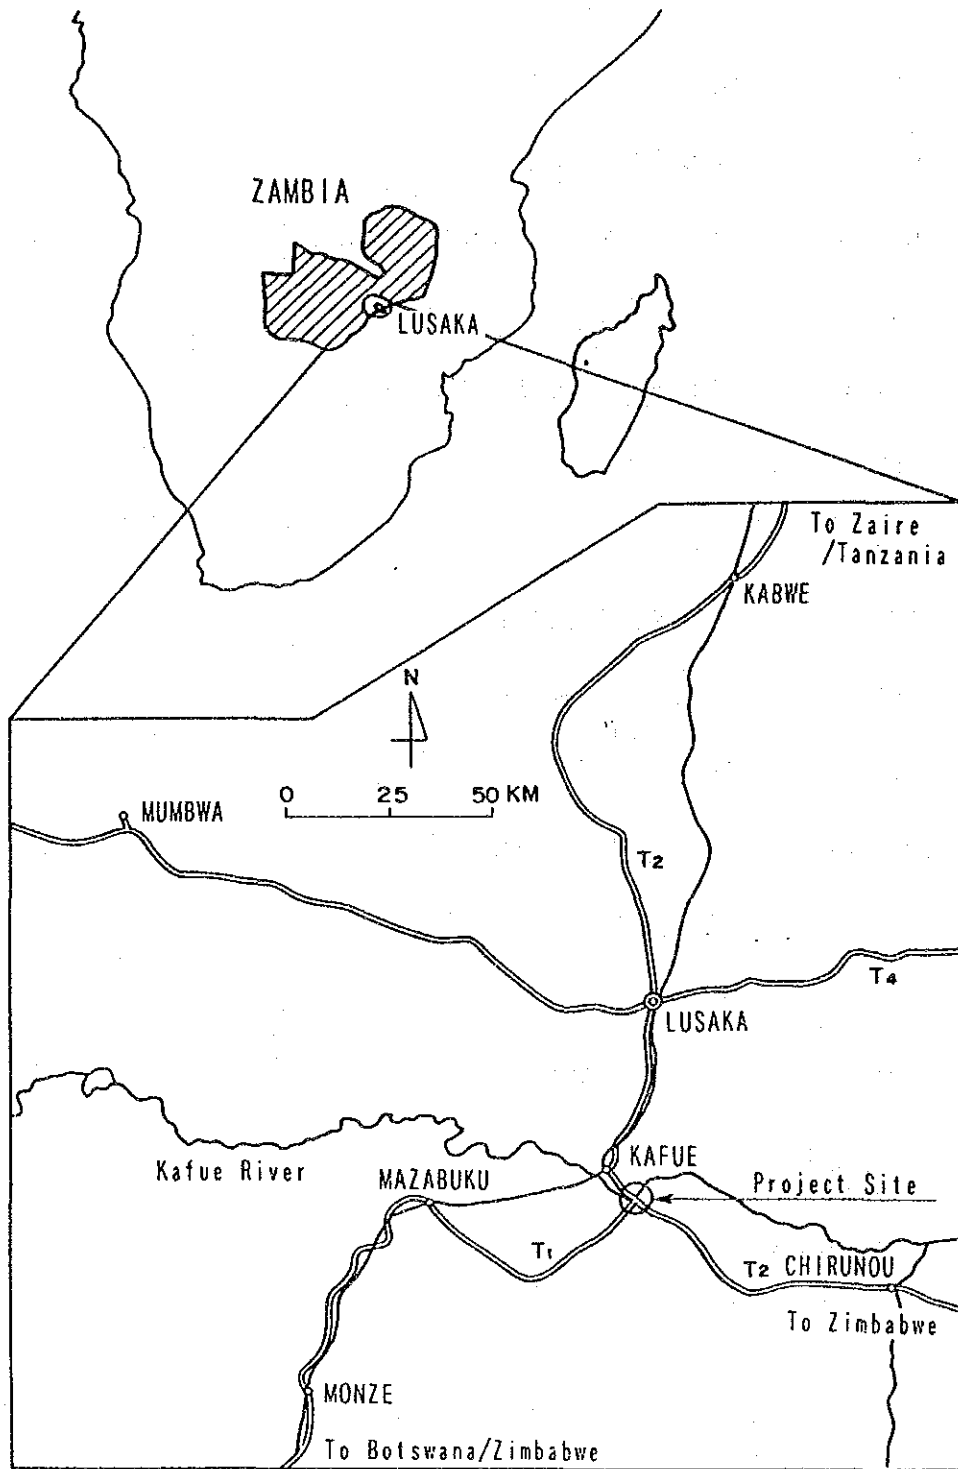 ZAMBIA
LUSAKA
To Zaire
/Tanzania
KABWE
N
0 25 50 KM
MUMBWA
T2
T4
LUSAKA
KAFUE
Kafue River
MAZABUKU
Project Site
T1
T2 CHIRUNOU
To Zimbabwe
MONZE
To Botswana/Zimbabwe